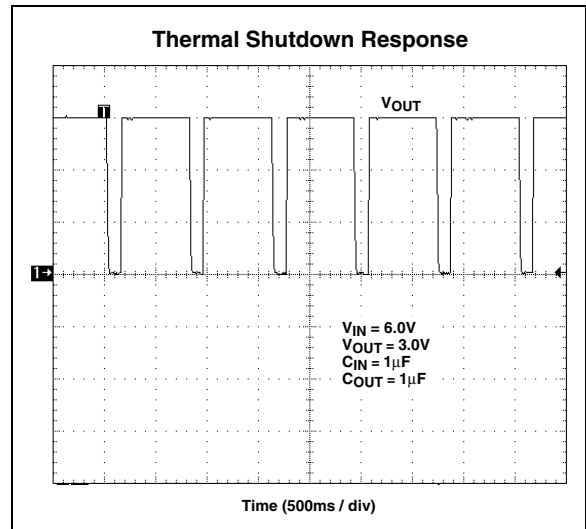 Thermal Shutdown Response
T
VOUT
1→
VIN = 6.0V
VOUT = 3.0V
CIN = 1μF
COUT = 1μF
Time (500ms / div)